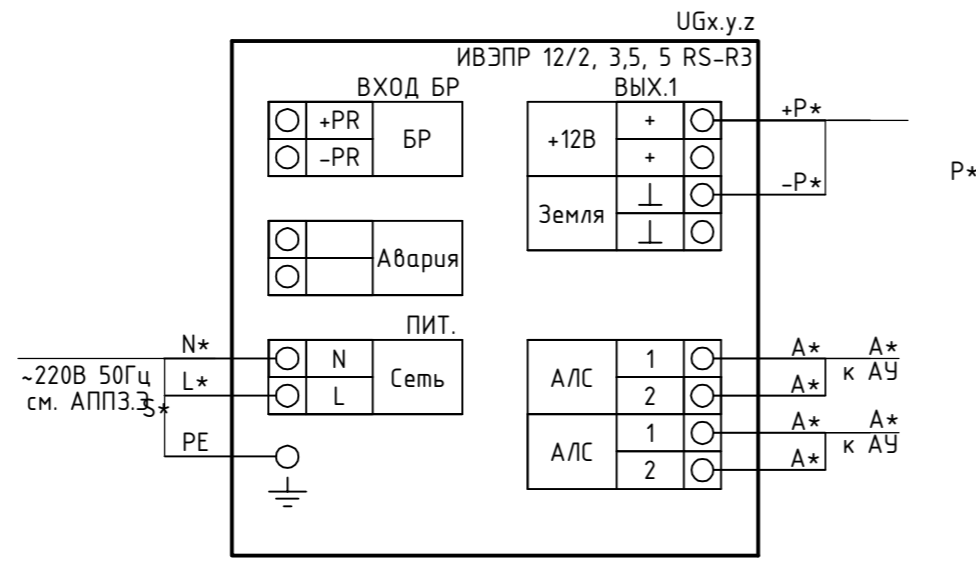 UGx.y.z
ИВЭПР 12/2, 3,5, 5 RS-R3
ВХОД БР
ВЫХ.1
+PR
БР
-PR
+12В
+
+
Земля
⊥
⊥
+P*
-P*
P*
Авария
ПИТ.
N*
N
Сеть
~220В 50Гц
L*
L
см. АПП3.Э
S*
PE
АЛС
1
2
A*
A*
к АУ
A*
АЛС
1
2
A*
A*
к АУ
A*